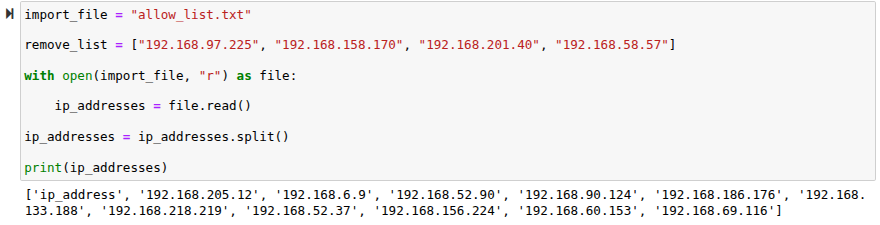 import_file = "allow_list.txt"
remove_list = ["192.168.97.225", "192.168.158.170", "192.168.201.40", "192.168.58.57"]
with open(import_file, "r") as file:
    ip_addresses = file.read()
ip_addresses = ip_addresses.split()
print(ip_addresses)
['ip_address', '192.168.205.12', '192.168.6.9', '192.168.52.90', '192.168.90.124', '192.168.186.176', '192.168.
133.188', '192.168.218.219', '192.168.52.37', '192.168.156.224', '192.168.60.153', '192.168.69.116']